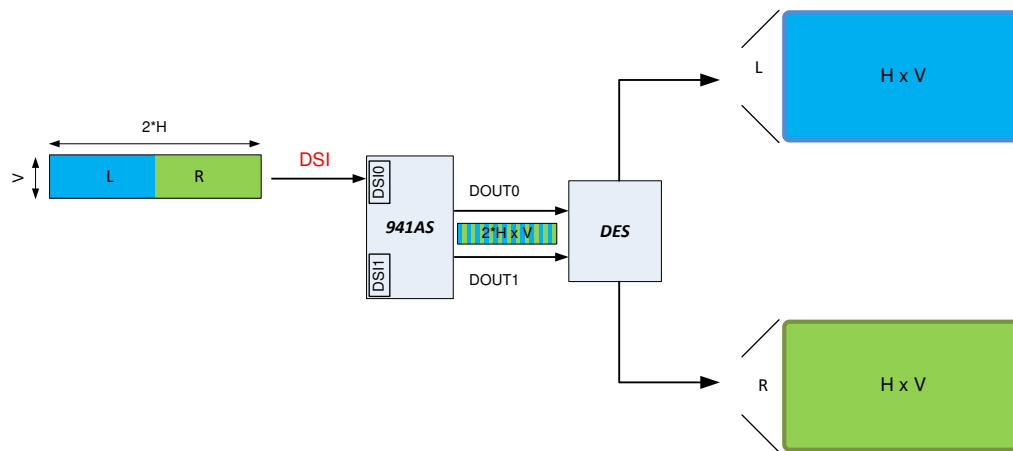 2*H
V
L
R
DSI
DSI0
DSI1
941AS
DOUT0
2*H x V
DOUT1
DES
L
H x V
R
H x V